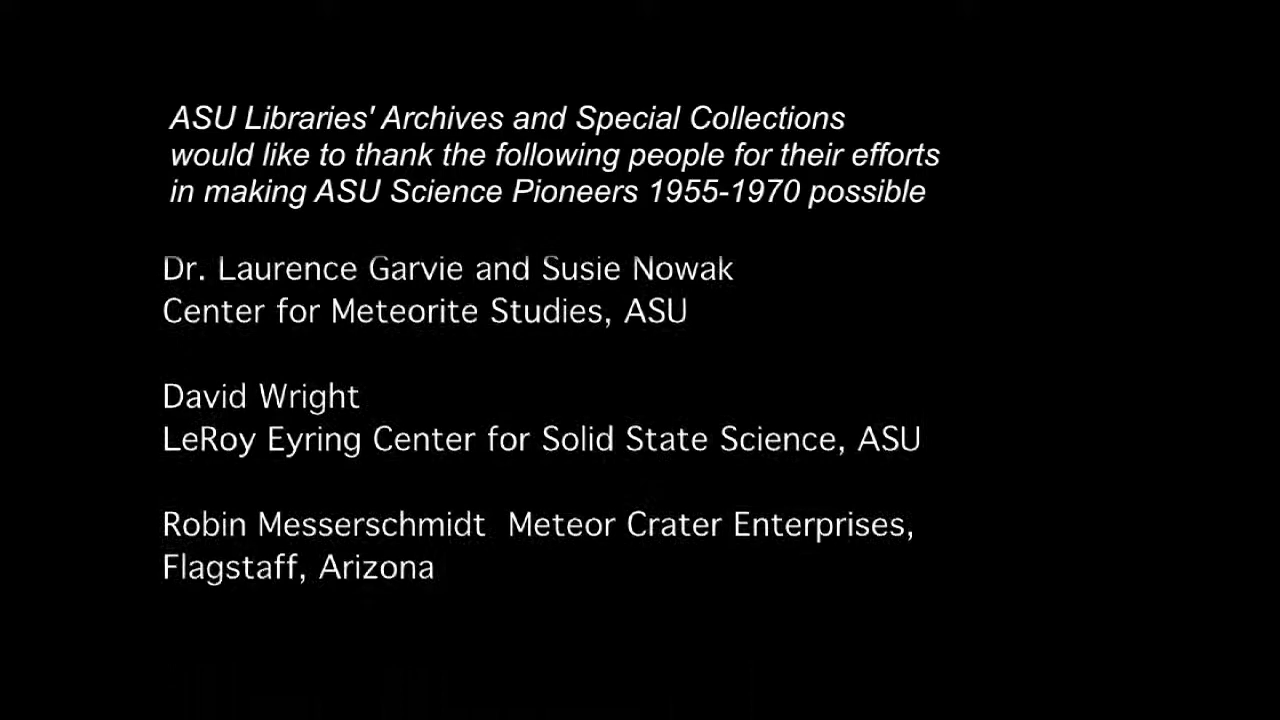 ASU Libraries' Archives and Special Collections
would like to thank the following people for their efforts
in making ASU Science Pioneers 1955-1970 possible
Dr. Laurence Garvie and Susie Nowak
Center for Meteorite Studies, ASU
David Wright
LeRoy Eyring Center for Solid State Science, ASU
Robin Messerschmidt  Meteor Crater Enterprises,
Flagstaff, Arizona